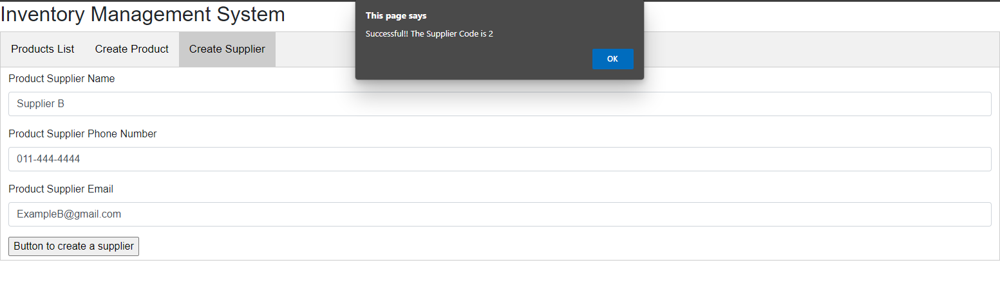 Inventory Management System
This page says
Successful!! The Supplier Code is 2
OK
Products List Create Product Create Supplier
Product Supplier Name
Supplier B
Product Supplier Phone Number
011-444-4444
Product Supplier Email
ExampleB@gmail.com
Button to create a supplier